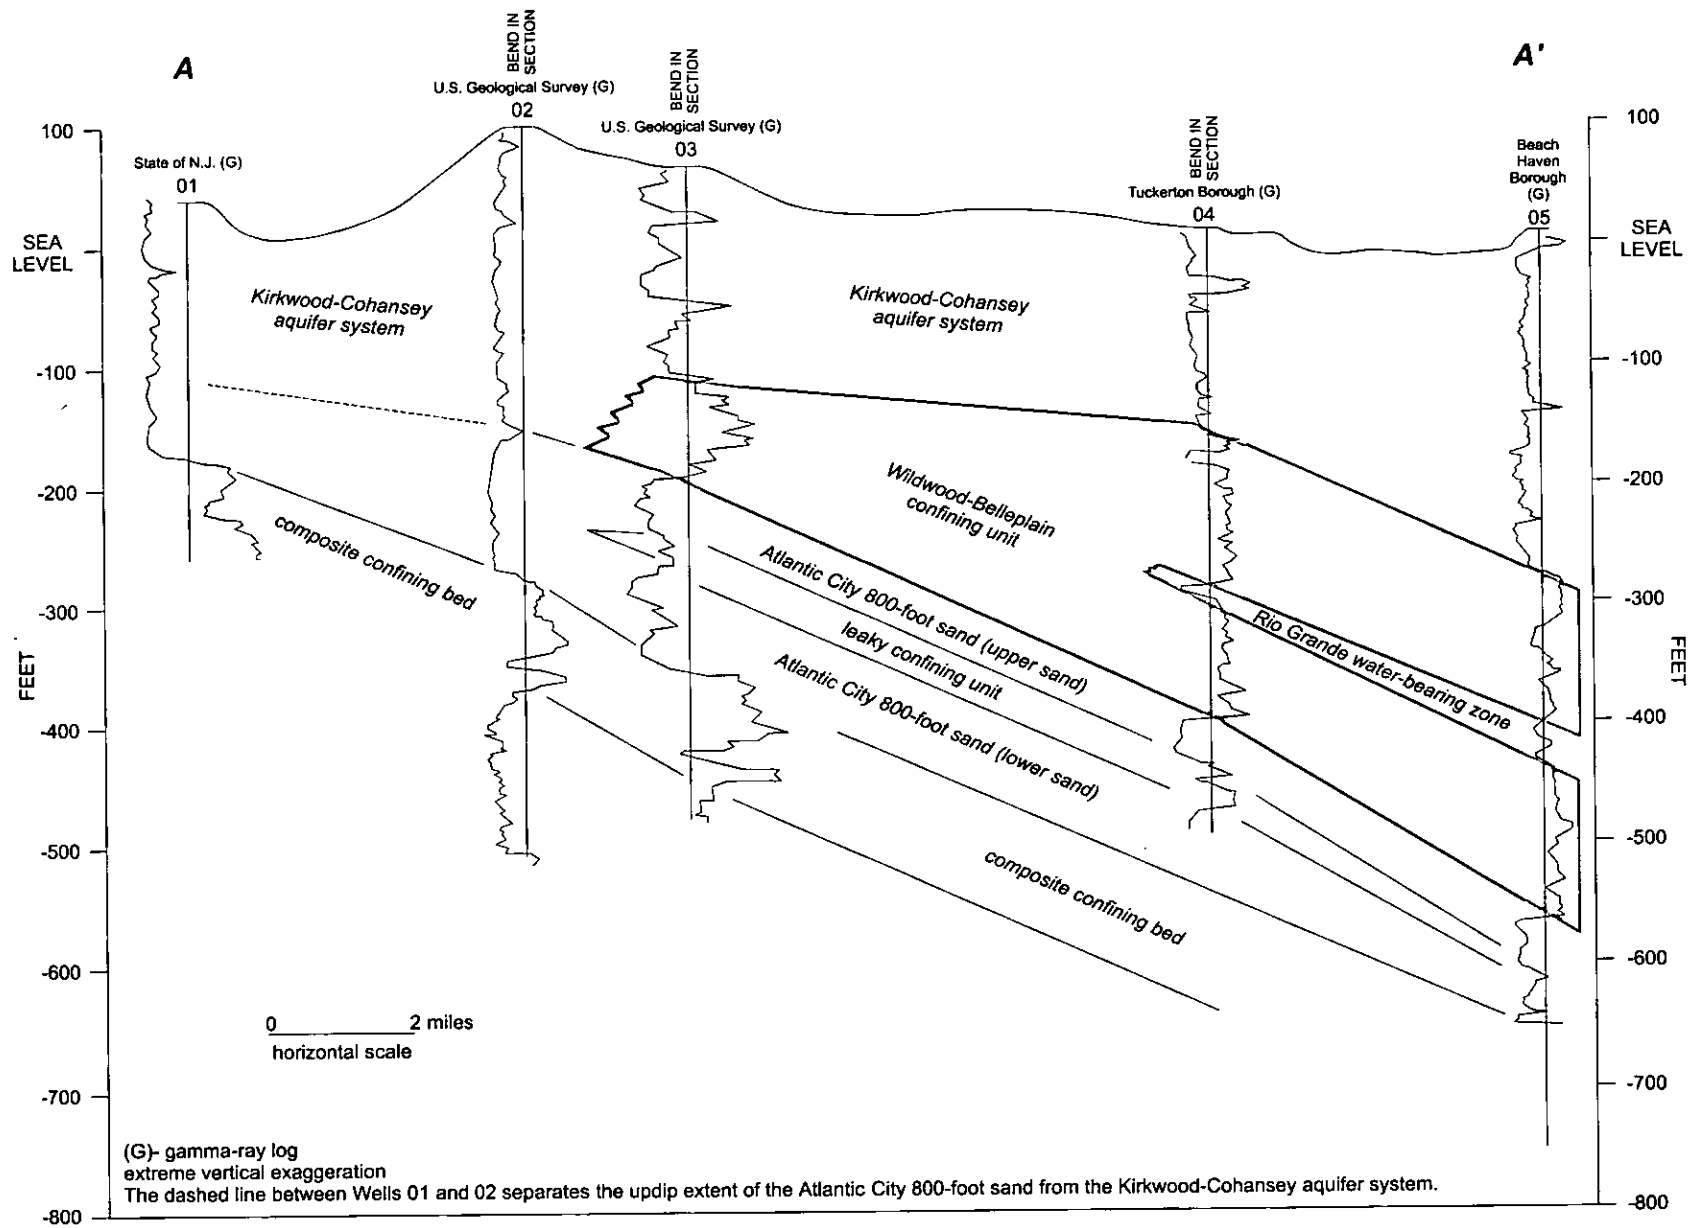 A
A'
BEND IN
SECTION
U.S. Geological Survey (G)
02
BEND IN
SECTION
U.S. Geological Survey (G)
03
State of N.J. (G)
01
BEND IN
SECTION
Tuckerton Borough (G)
04
Beach
Haven
Borough
(G)
05
100
SEA
LEVEL
-100
-200
-300
FEET
-400
-500
-600
-700
-800
100
SEA
LEVEL
-100
-200
-300
FEET
-400
-500
-600
-700
-800
Kirkwood-Cohansey
aquifer system
Kirkwood-Cohansey
aquifer system
Wildwood-Belleplain
confining unit
composite confining bed
Atlantic City 800-foot sand (upper sand)
leaky confining unit
Atlantic City 800-foot sand (lower sand)
Rio Grande water-bearing zone
composite confining bed
0 2 miles
horizontal scale
(G)- gamma-ray log
extreme vertical exaggeration
The dashed line between Wells 01 and 02 separates the updip extent of the Atlantic City 800-foot sand from the Kirkwood-Cohansey aquifer system.